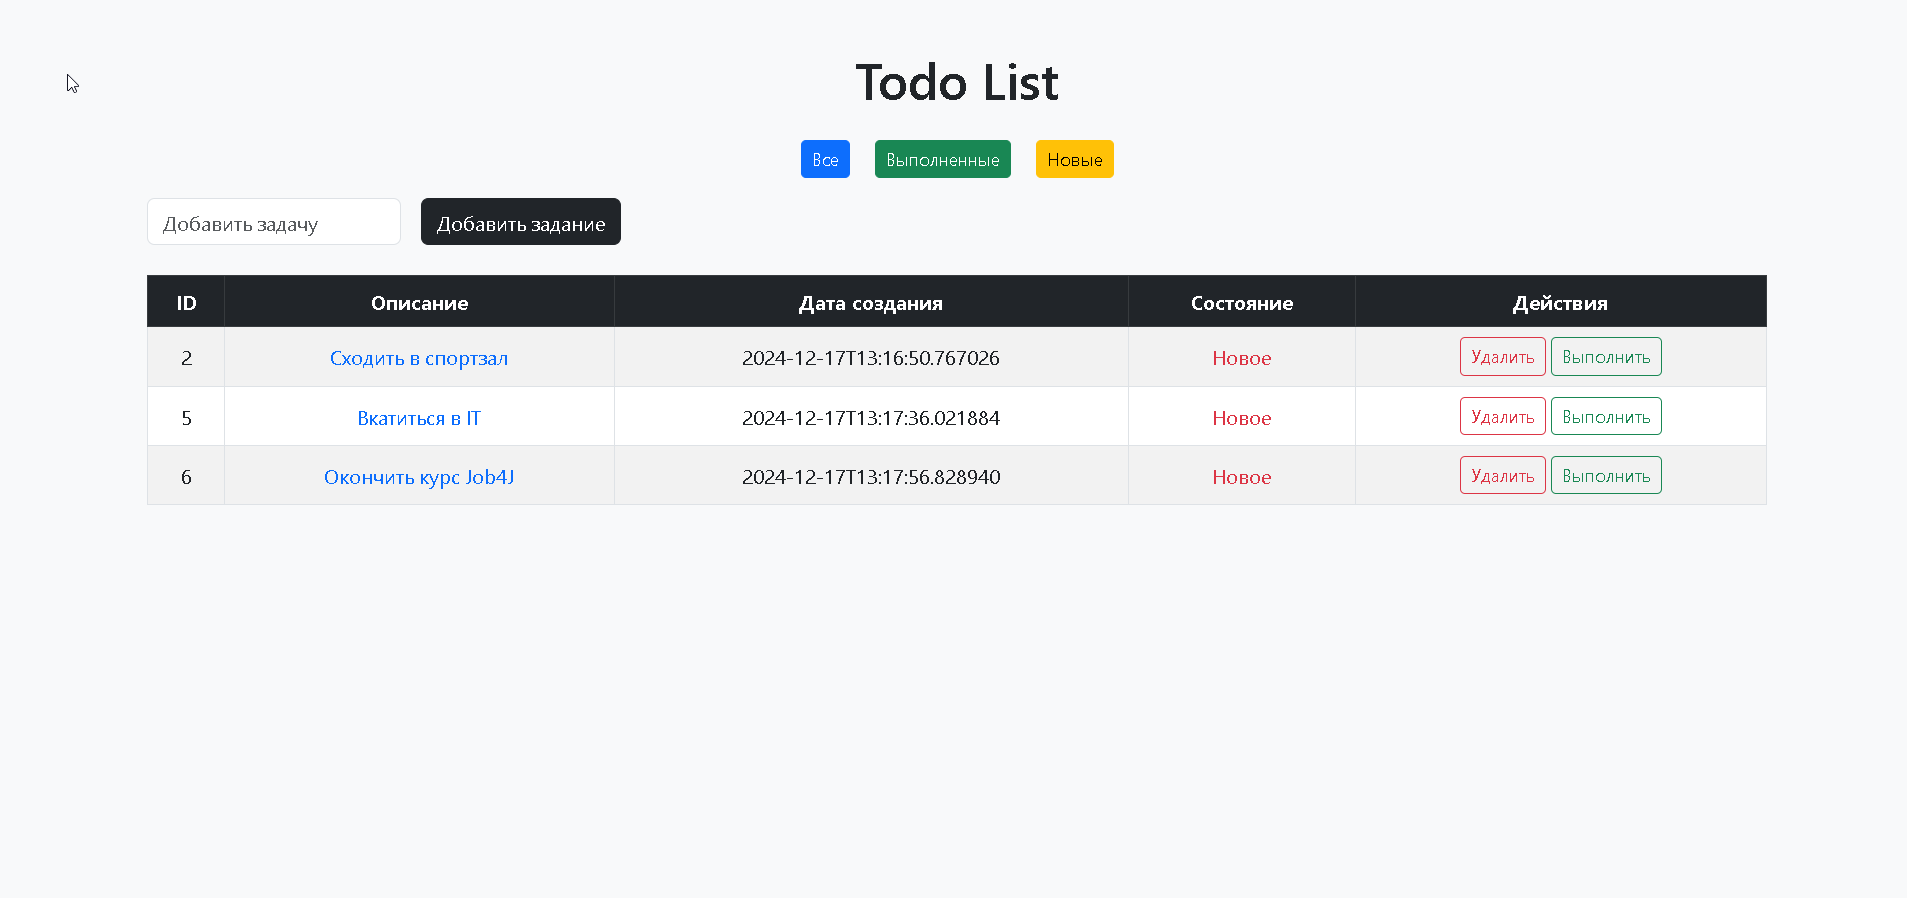 Todo List
Все Выполненные Новые
Добавить задачу Добавить задание
ID Описание Дата создания Состояние Действия
2 Сходить в спортзал 2024-12-17T13:16:50.767026 Новое Удалить Выполнить
5 Вкатиться в IT 2024-12-17T13:17:36.021884 Новое Удалить Выполнить
6 Окончить курс Job4J 2024-12-17T13:17:56.828940 Новое Удалить Выполнить